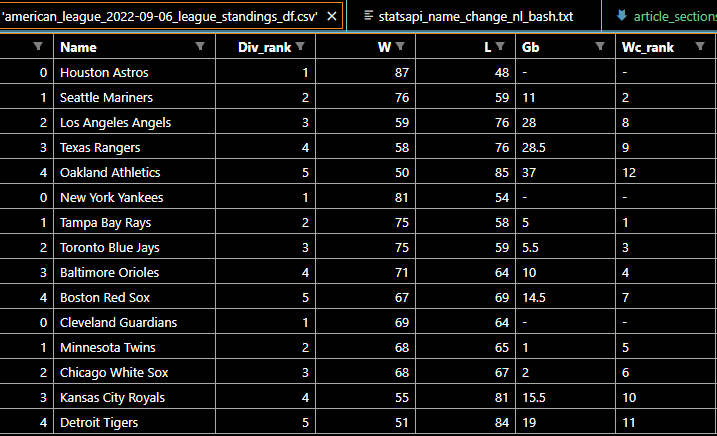 'american_league_2022-09-06_league_standings_df.csv' ✕ statsapi_name_change_nl_bash.txt article_sections
Name Div_rank W L Gb Wc_rank
0 Houston Astros 1 87 48 - -
1 Seattle Mariners 2 76 59 11 2
2 Los Angeles Angels 3 59 76 28 8
3 Texas Rangers 4 58 76 28.5 9
4 Oakland Athletics 5 50 85 37 12
0 New York Yankees 1 81 54 - -
1 Tampa Bay Rays 2 75 58 5 1
2 Toronto Blue Jays 3 75 59 5.5 3
3 Baltimore Orioles 4 71 64 10 4
4 Boston Red Sox 5 67 69 14.5 7
0 Cleveland Guardians 1 69 64 - -
1 Minnesota Twins 2 68 65 1 5
2 Chicago White Sox 3 68 67 2 6
3 Kansas City Royals 4 55 81 15.5 10
4 Detroit Tigers 5 51 84 19 11